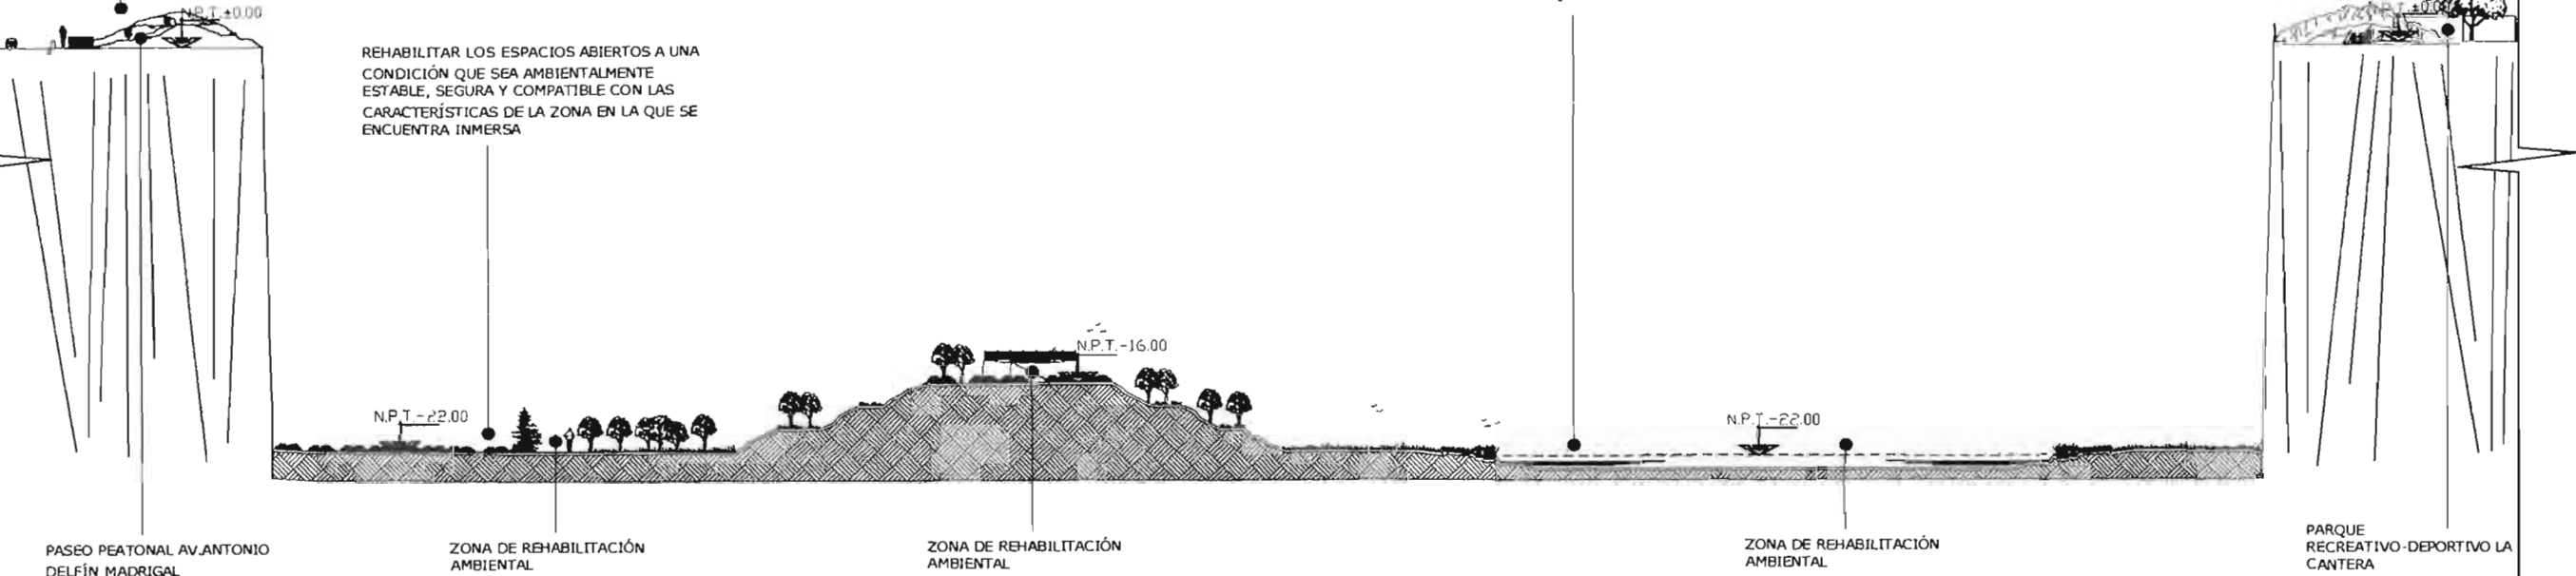 N.P.T.±0.00
REHABILITAR LOS ESPACIOS ABIERTOS A UNA
CONDICIÓN QUE SEA AMBIENTALMENTE
ESTABLE, SEGURA Y COMPATIBLE CON LAS
CARACTERÍSTICAS DE LA ZONA EN LA QUE SE
ENCUENTRA INMERSA
N.P.T.±0.00
N.P.T.-16.00
N.P.T.-22.00
N.P.T.-22.00
PASEO PEATONAL AV.ANTONIO
DELFÍN MADRIGAL
ZONA DE REHABILITACIÓN
AMBIENTAL
ZONA DE REHABILITACIÓN
AMBIENTAL
ZONA DE REHABILITACIÓN
AMBIENTAL
PARQUE
RECREATIVO-DEPORTIVO LA
CANTERA